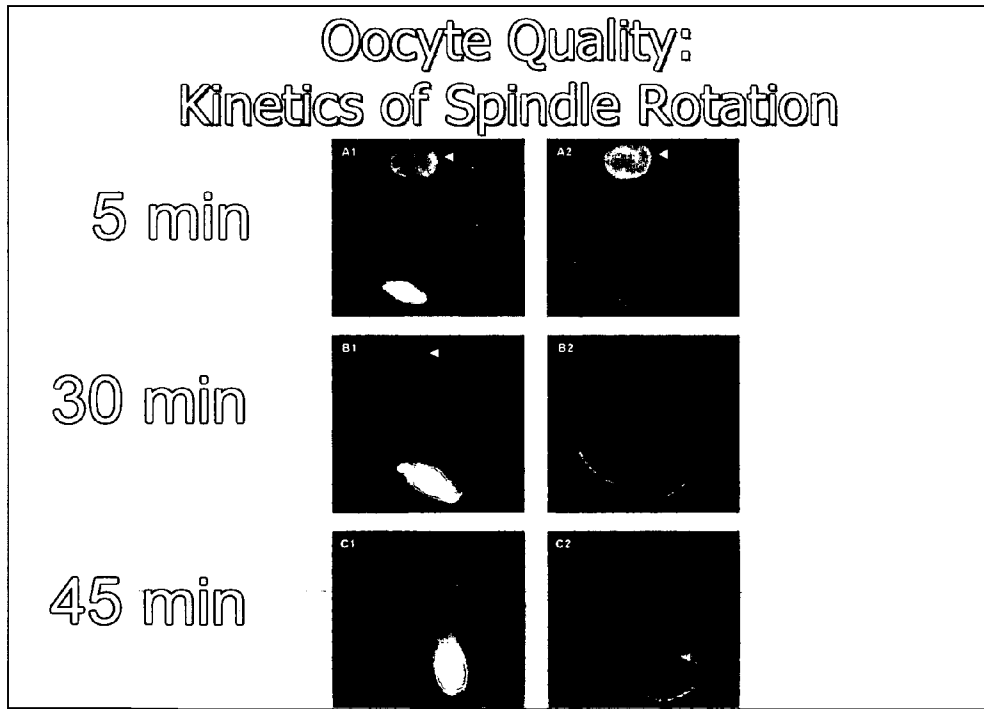 Oocyte Quality:
Kinetics of Spindle Rotation
A1
A2
5 min
B1
B2
30 min
C1
C2
45 min